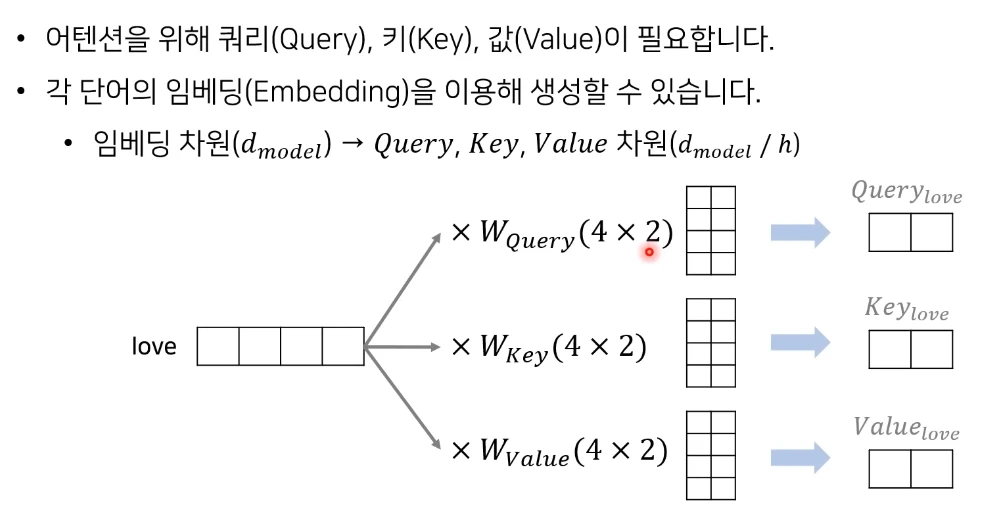 • 어텐션을 위해 쿼리(Query), 키(Key), 값(Value)이 필요합니다.
• 각 단어의 임베딩(Embedding)을 이용해 생성할 수 있습니다.
• 임베딩 차원(d_model) → Query, Key, Value 차원(d_model / h)
× W_Query(4 × 2)
Query_love
love
× W_Key(4 × 2)
Key_love
× W_Value(4 × 2)
Value_love